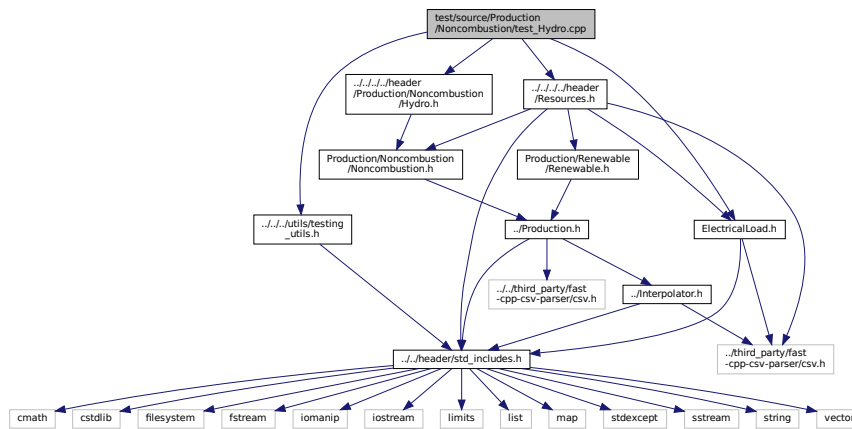 test/source/Production
/Noncombustion/test_Hydro.cpp
../../../../header
/Production/Noncombustion
/Hydro.h
../../../../header
/Resources.h
Production/Noncombustion
/Noncombustion.h
Production/Renewable
/Renewable.h
../../../utils/testing
_utils.h
../Production.h
ElectricalLoad.h
../../third_party/fast
-cpp-csv-parser/csv.h
../Interpolator.h
../../header/std_includes.h
../third_party/fast
-cpp-csv-parser/csv.h
cmath
cstdlib
filesystem
fstream
iomanip
iostream
limits
list
map
stdexcept
sstream
string
vector